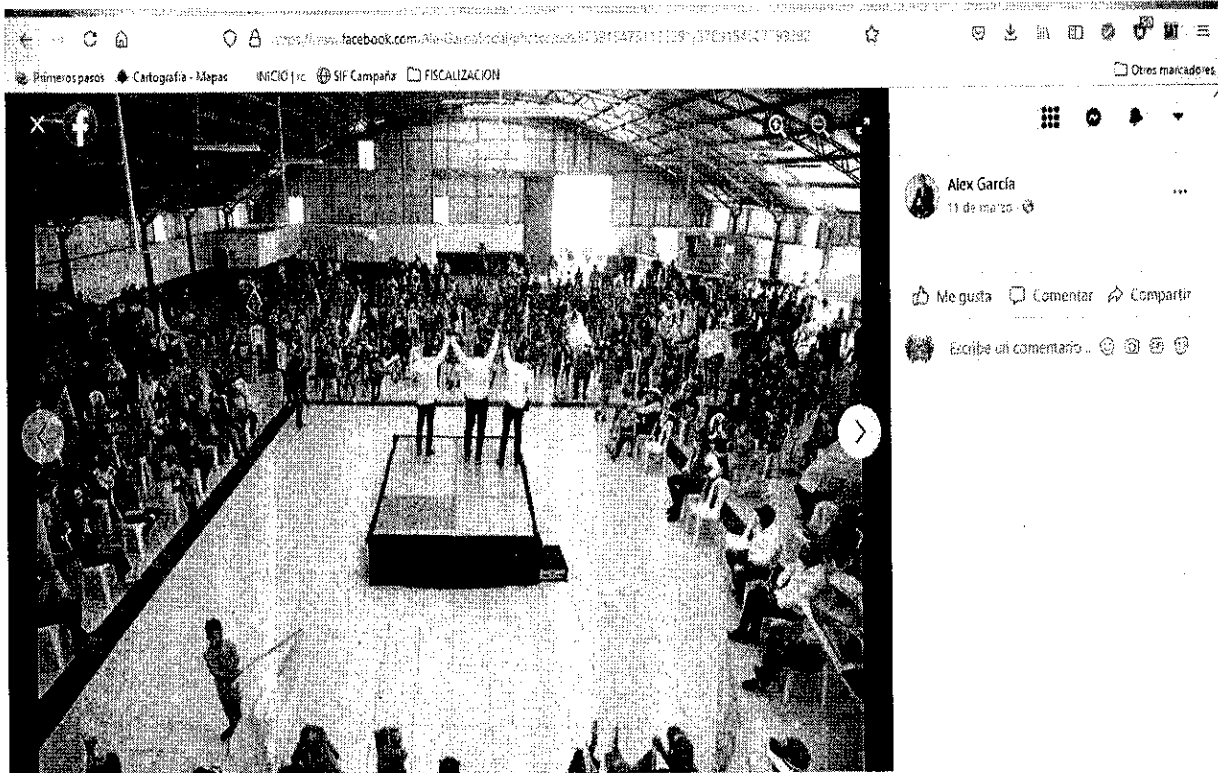 facebook.com
Primeros pasos Cartografía - Mapas INICIO | rc SIF Campaña FISCALIZACION
Otros marcadores
Alex García
11 de marzo
Me gusta Comentar Compartir
Escribe un comentario...